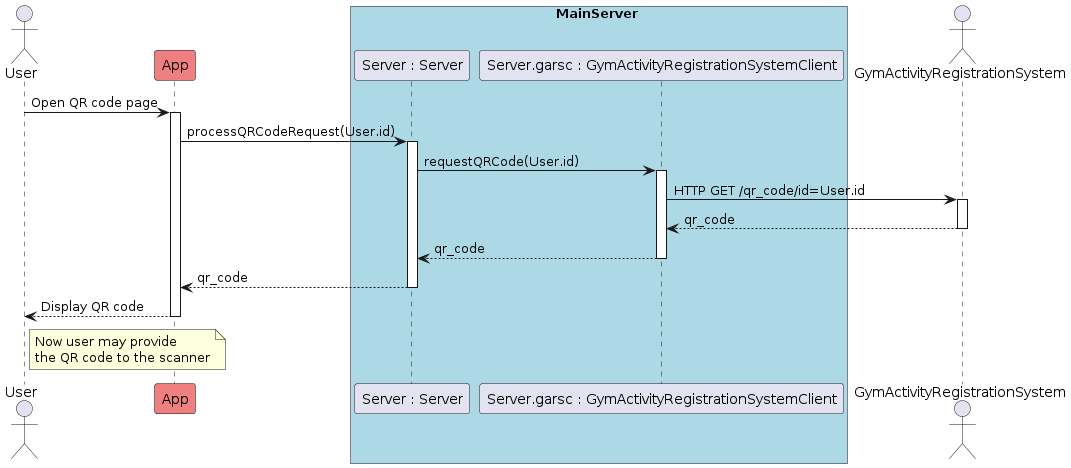 MainServer
User
App
Server : Server
Server.garsc : GymActivityRegistrationSystemClient
GymActivityRegistrationSystem
Open QR code page
processQRCodeRequest(User.id)
requestQRCode(User.id)
HTTP GET /qr_code/id=User.id
qr_code
qr_code
qr_code
Display QR code
Now user may provide
the QR code to the scanner
User
App
Server : Server
Server.garsc : GymActivityRegistrationSystemClient
GymActivityRegistrationSystem